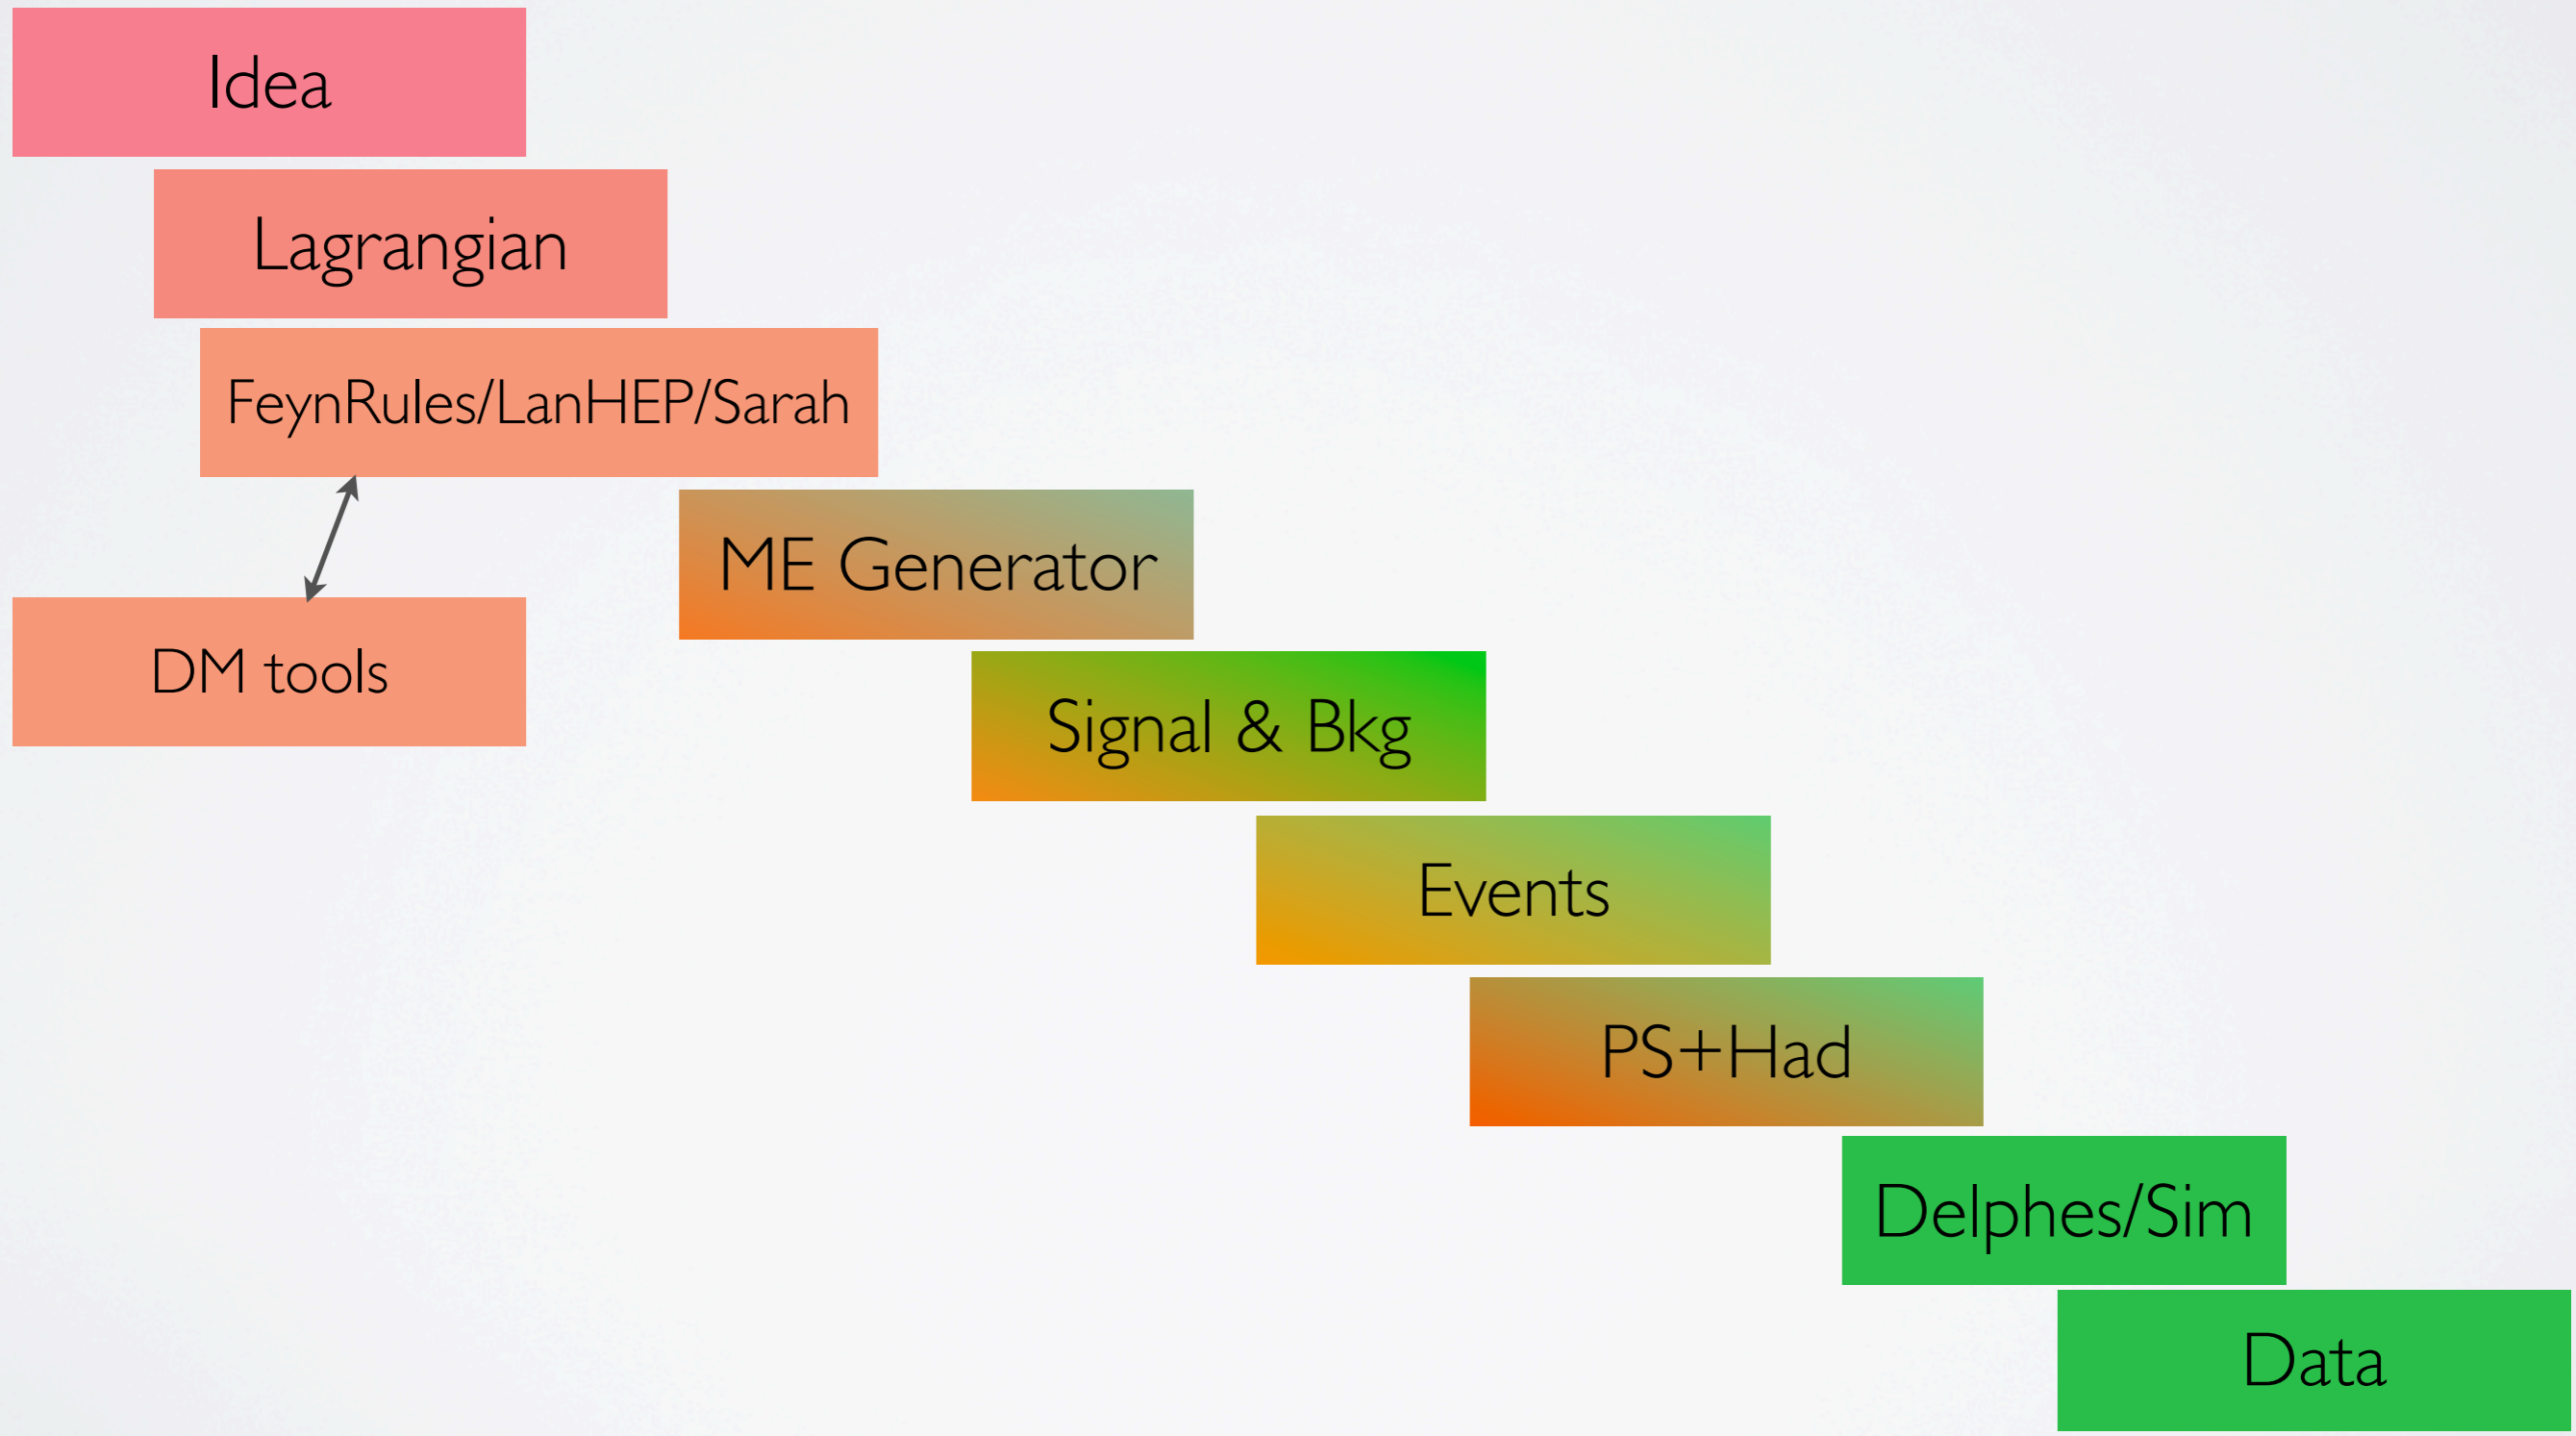 Idea
Lagrangian
FeynRules/LanHEP/Sarah
ME Generator
DM tools
Signal & Bkg
Events
PS+Had
Delphes/Sim
Data